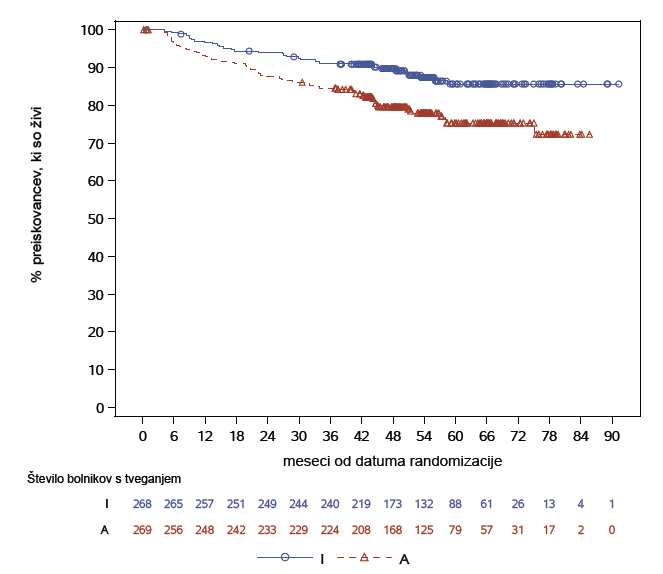 % preiskovancev, ki so živi
100
90
80
70
60
50
40
30
20
10
0
0 6 12 18 24 30 36 42 48 54 60 66 72 78 84 90
meseci od datuma randomizacije
Število bolnikov s tveganjem
I 268 265 257 251 249 244 240 219 173 132 88 61 26 13 4 1
A 269 256 248 242 233 229 224 208 168 125 79 57 31 17 2 0
I A